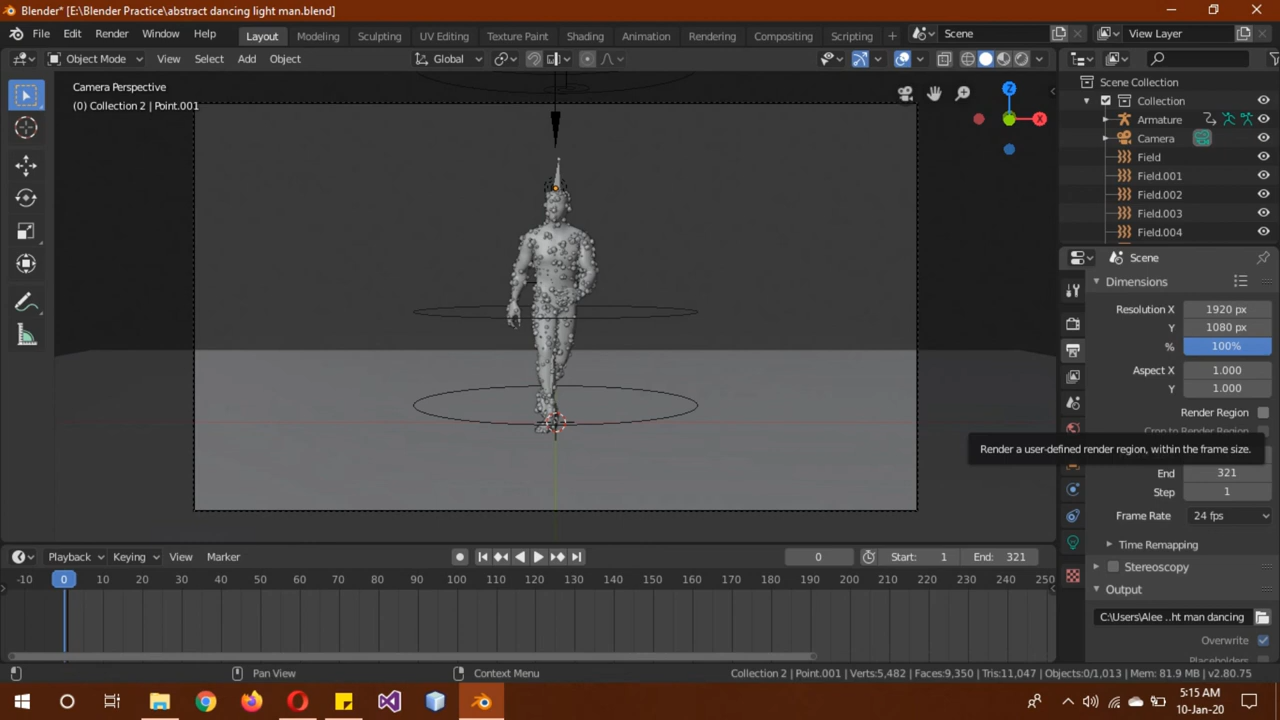 Blender* [E:\Blender Practice\abstract dancing light man.blend]
File Edit Render Window Help Layout Modeling Sculpting UV Editing Texture Paint Shading Animation Rendering Compositing Scripting + Scene View Layer
Object Mode View Select Add Object Global
Camera Perspective
(0) Collection 2 | Point.001
Z
X
Scene Collection
Collection
Armature
Camera
Field
Field.001
Field.002
Field.003
Field.004
Scene
Dimensions
Resolution X 1920 px
Y 1080 px
% 100%
Aspect X 1.000
Y 1.000
Render Region
Crop to Render Region
Render a user-defined render region, within the frame size.
End 321
Step 1
Frame Rate 24 fps
Time Remapping
Stereoscopy
Output
C:\Users\Alee ..ht man dancing
Overwrite
Placeholders
Playback Keying View Marker 0 Start: 1 End: 321
-10 0 10 20 30 40 50 60 70 80 90 100 110 120 130 140 150 160 170 180 190 200 210 220 230 240 250
Pan View Context Menu Collection 2 | Point.001 | Verts:5,482 | Faces:9,350 | Tris:11,047 | Objects:0/1,013 | Mem: 81.9 MB | v2.80.75
5:15 AM
10-Jan-20